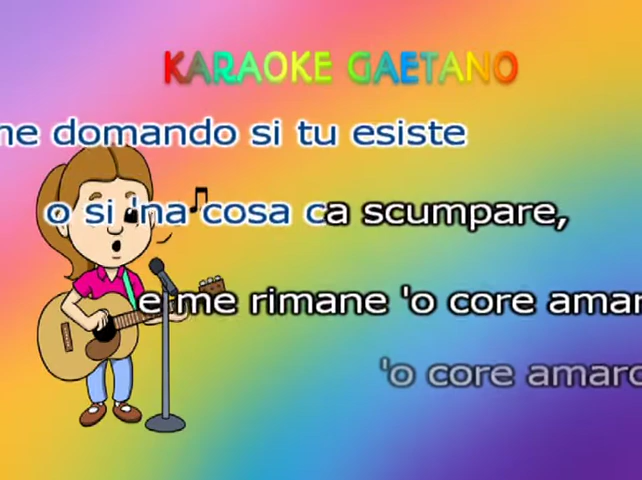 KARAOKE GAETANO
me domando si tu esiste
o si 'na cosa ca scumpare,
e me rimane 'o core amar
'o core amaro